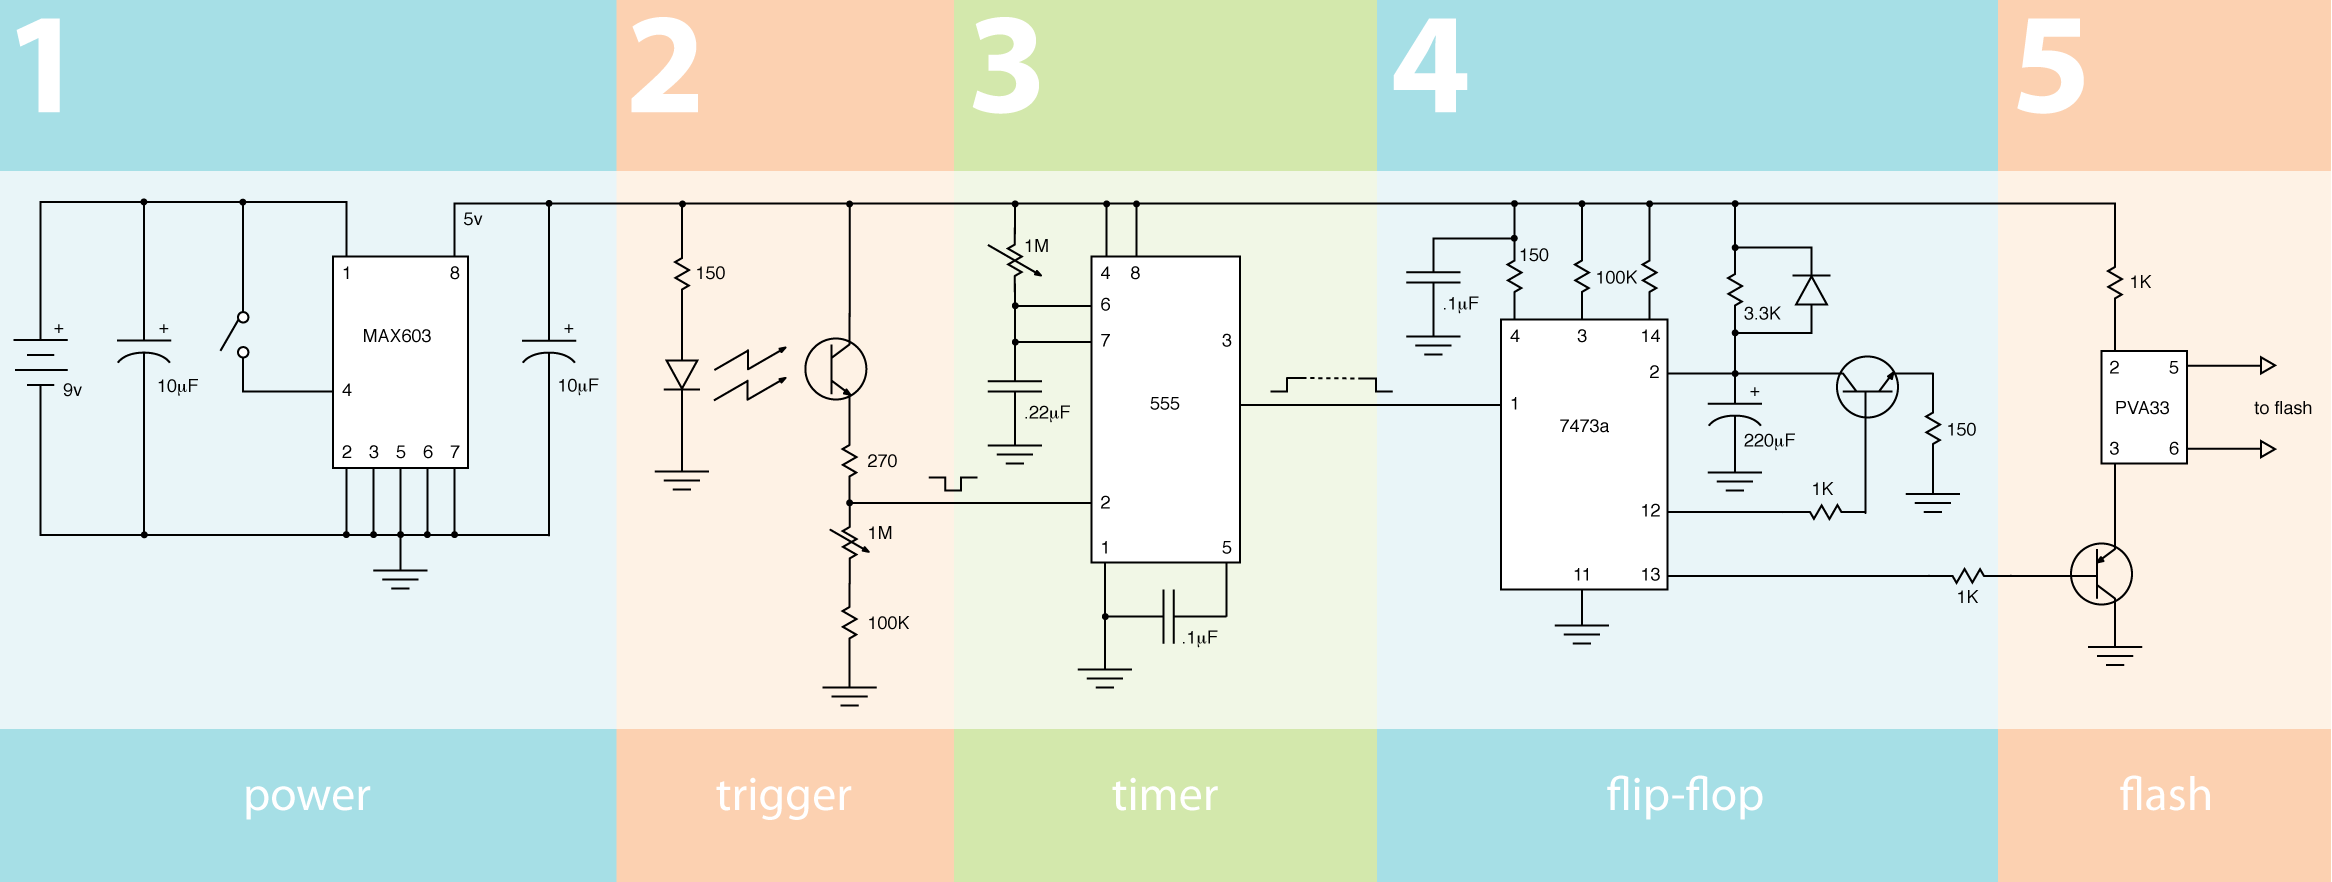 1
2
3
4
5
5v
1
8
MAX603
+
9v
+
10µF
4
2 3 5 6 7
+
10µF
150
270
1M
100K
1M
.22µF
4 8
6
7
3
555
2
1
5
.1µF
.1µF
150
100K
4 3 14
2
1
7473a
12
11
13
3.3K
+
220µF
150
1K
1K
1K
2
5
PVA33
3
6
to flash
power
trigger
timer
flip-flop
flash